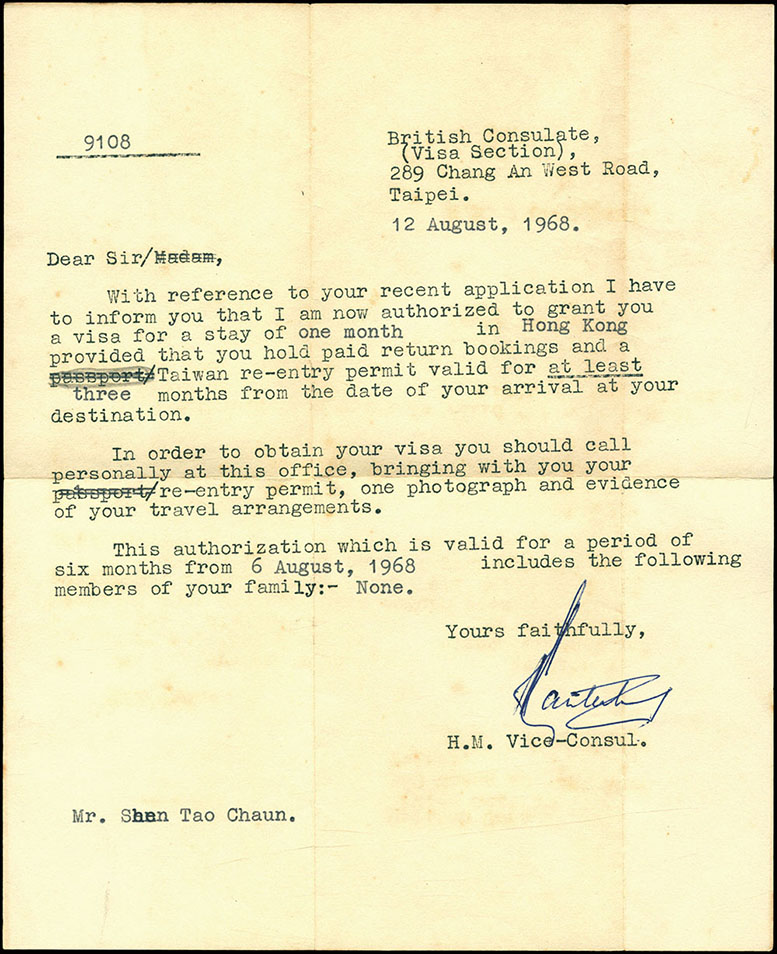 9108
British Consulate,
(Visa Section),
289 Chang An West Road,
Taipei.
12 August, 1968.
Dear Sir/Madam,
With reference to your recent application I have
to inform you that I am now authorized to grant you
a visa for a stay of one month in Hong Kong
provided that you hold paid return bookings and a
passport/Taiwan re-entry permit valid for at least
three months from the date of your arrival at your
destination.
In order to obtain your visa you should call
personally at this office, bringing with you your
passport/re-entry permit, one photograph and evidence
of your travel arrangements.
This authorization which is valid for a period of
six months from 6 August, 1968 includes the following
members of your family:- None.
Yours faithfully,
H.M. Vice-Consul.
Mr. Tao Chaun.